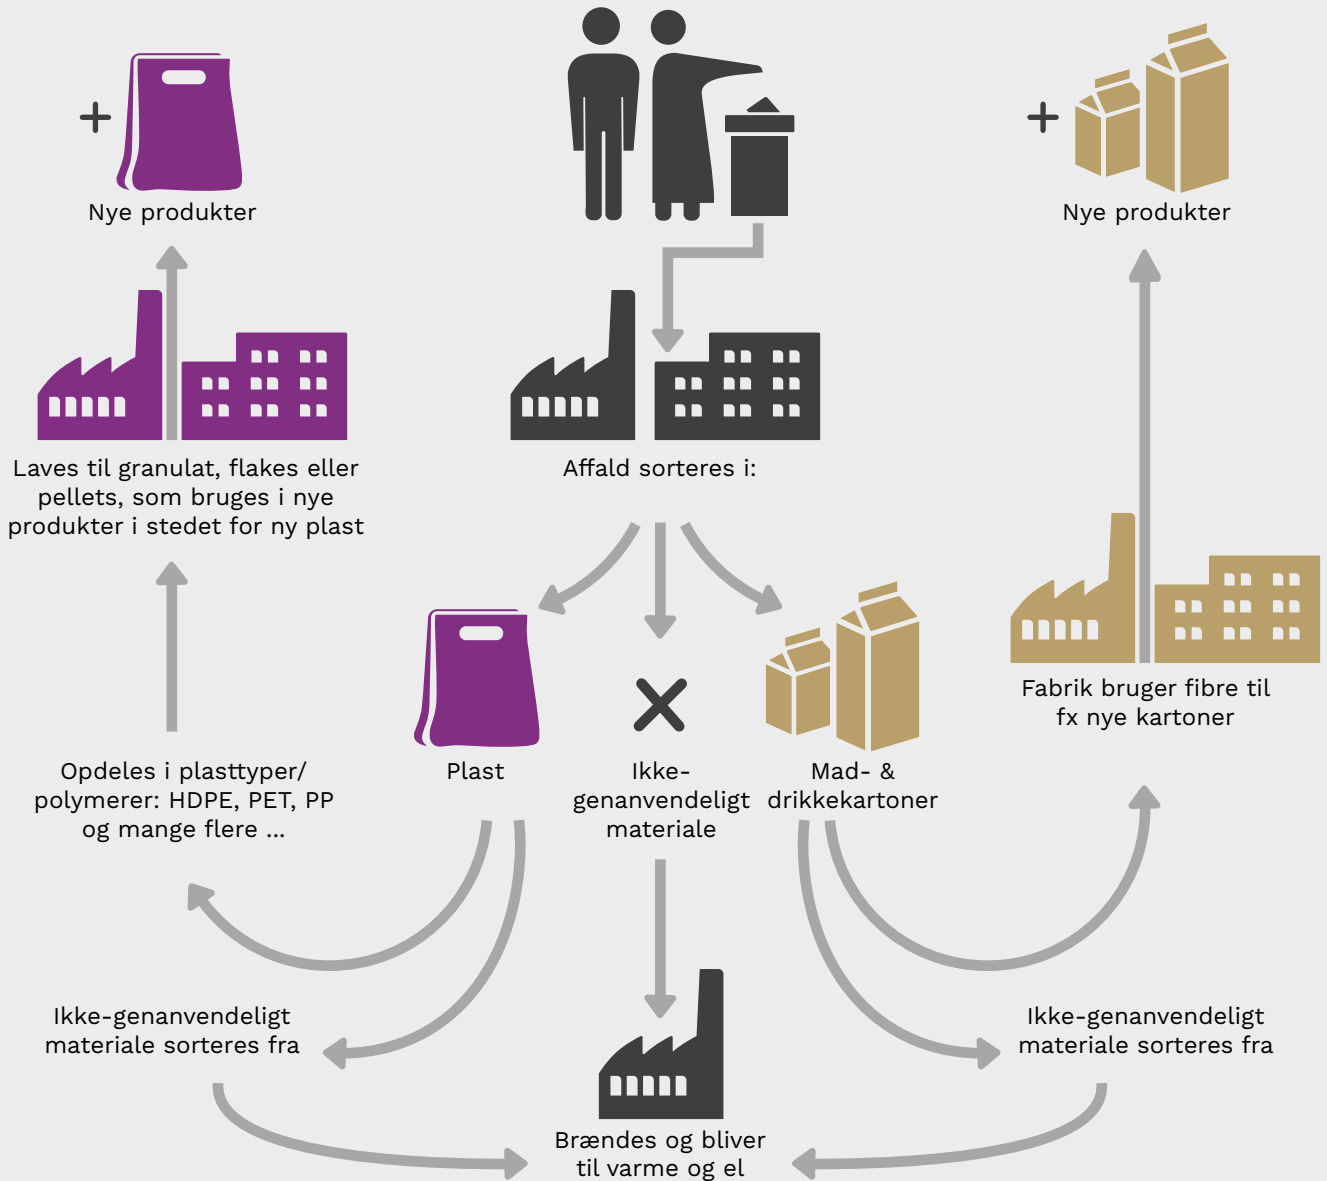 Nye produkter
Nye produkter
Laves til granulat, flakes eller
pellets, som bruges i nye
produkter i stedet for ny plast
Affald sorteres i:
Fabrik bruger fibre til
fx nye kartoner
Opdeles i plasttyper/
polymerer: HDPE, PET, PP
og mange flere ...
Plast
Ikke-
genanvendeligt
materiale
Mad- &
drikkekartoner
Ikke-genanvendeligt
materiale sorteres fra
Ikke-genanvendeligt
materiale sorteres fra
Brændes og bliver
til varme og el